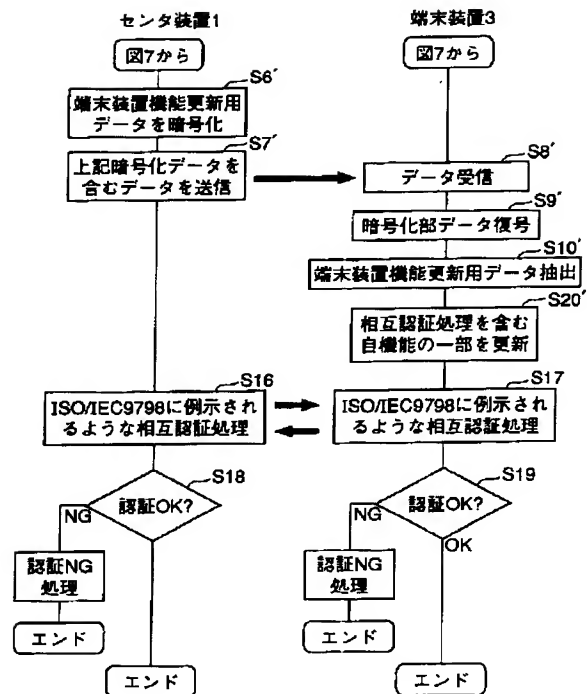 センタ装置1
端末装置3
図7から
図7から
S6′
端末装置機能更新用
データを暗号化
S7′
上記暗号化データを
含むデータを送信
S8′
データ受信
S9′
暗号化部データ復号
S10′
端末装置機能更新用データ抽出
S20′
相互認証処理を含む
自機能の一部を更新
S16
ISO/IEC9798に例示され
るような相互認証処理
S17
ISO/IEC9798に例示され
るような相互認証処理
S18
認証OK?
NG
認証NG
処理
エンド
エンド
S19
認証OK?
NG
OK
認証NG
処理
エンド
エンド